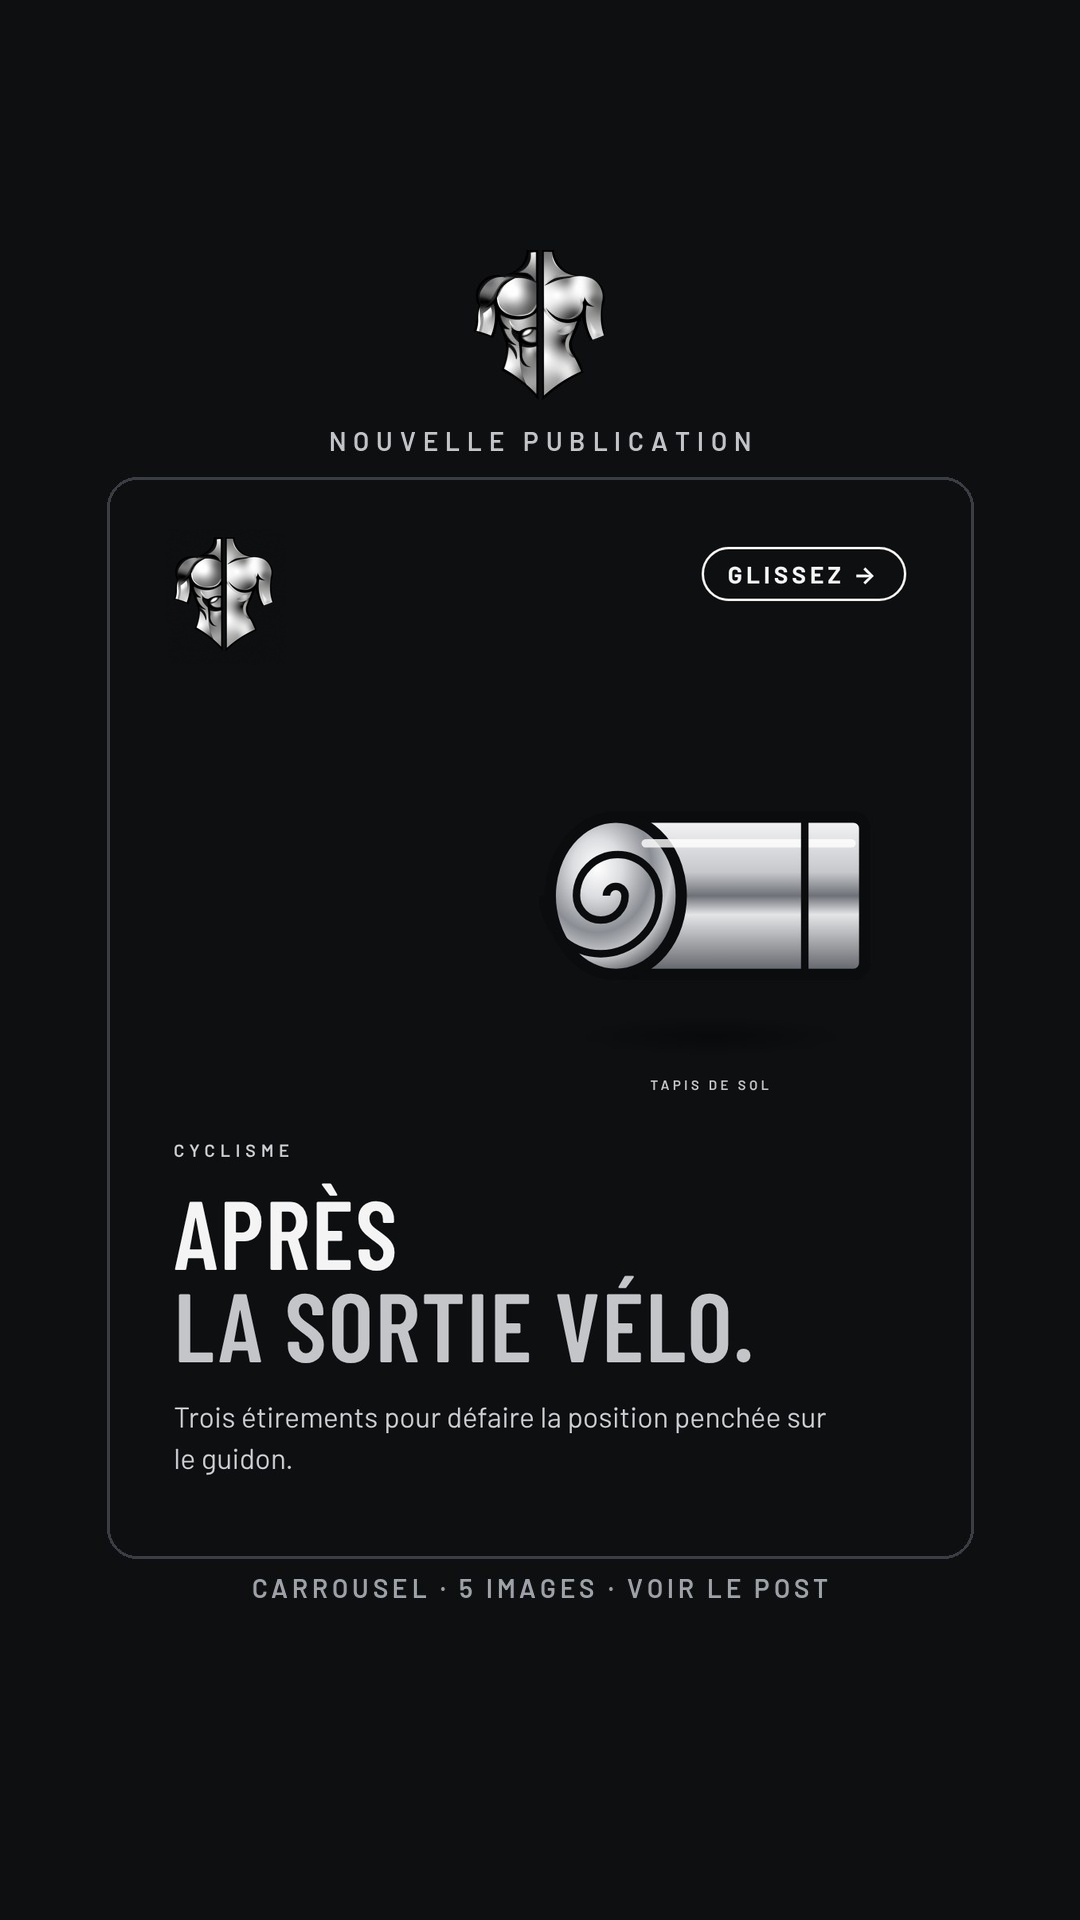 NOUVELLE PUBLICATION
GLISSEZ →
TAPIS DE SOL
CYCLISME
APRÈS
LA SORTIE VÉLO.
Trois étirements pour défaire la position penchée sur
le guidon.
CARROUSEL · 5 IMAGES · VOIR LE POST